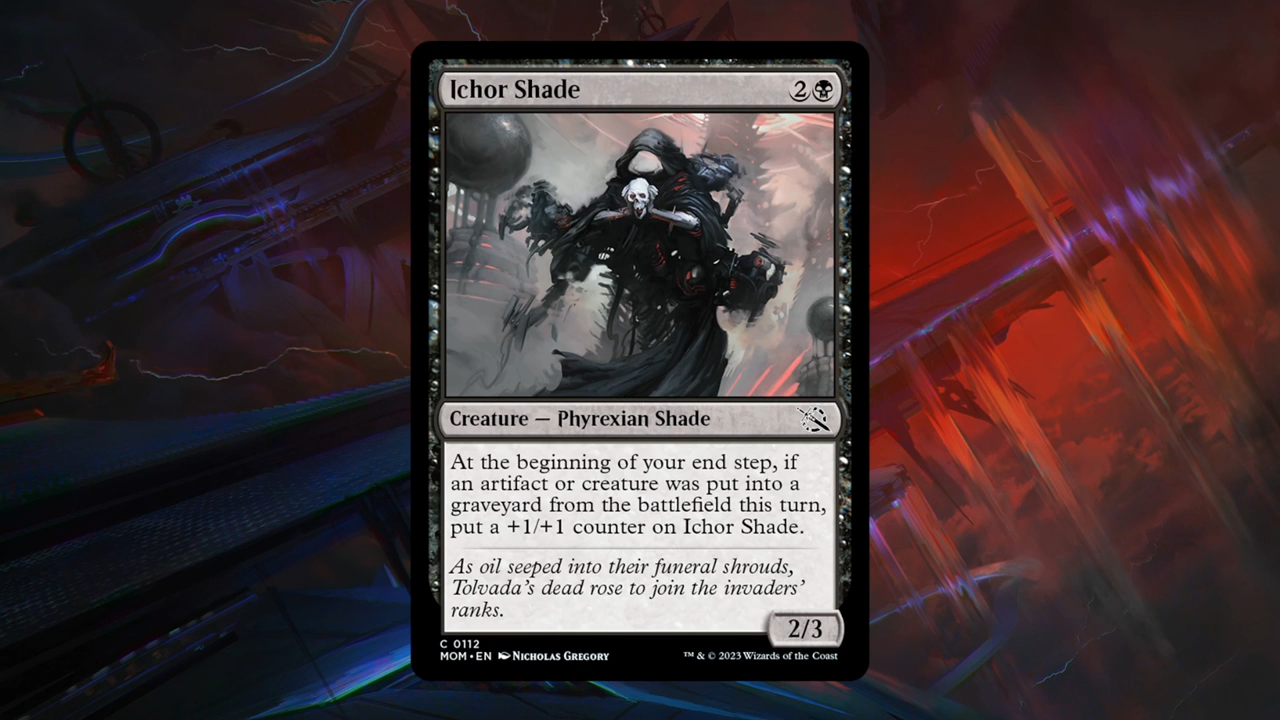 Ichor Shade 2
Creature — Phyrexian Shade
At the beginning of your end step, if
an artifact or creature was put into a
graveyard from the battlefield this turn,
put a +1/+1 counter on Ichor Shade.
As oil seeped into their funeral shrouds,
Tolvada's dead rose to join the invaders'
ranks.
2/3
C 0112
MOM • EN Nicholas Gregory ™ & © 2023 Wizards of the Coast